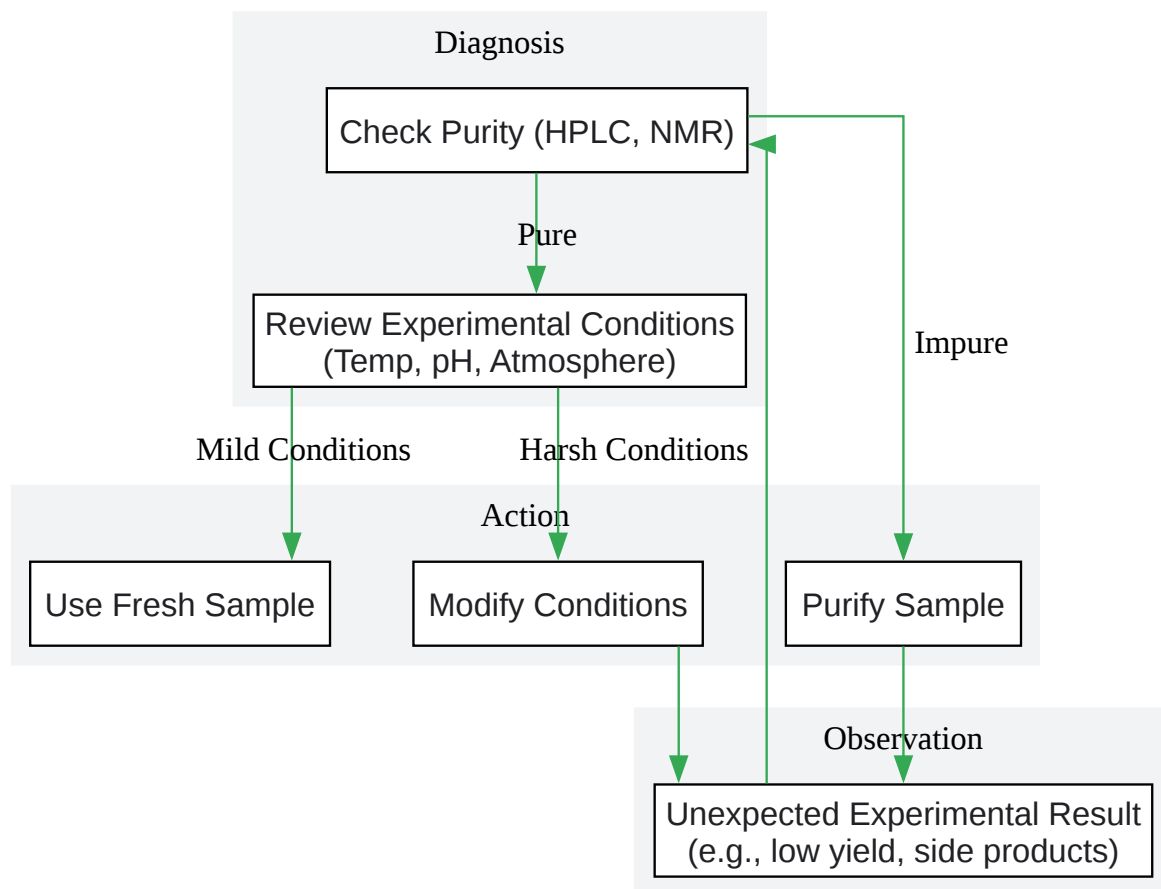 Diagnosis
Check Purity (HPLC, NMR)
Pure
Review Experimental Conditions
(Temp, pH, Atmosphere)
Impure
Mild Conditions
Harsh Conditions
Action
Use Fresh Sample
Modify Conditions
Purify Sample
Observation
Unexpected Experimental Result
(e.g., low yield, side products)